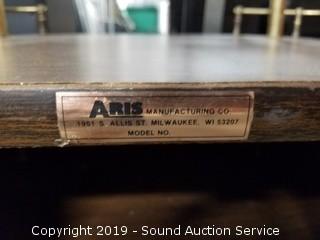 ARIS MANUFACTURING CO
1951 S. ALLIS ST. MILWAUKEE, WI 53207
MODEL NO.
Copyright 2019 - Sound Auction Service